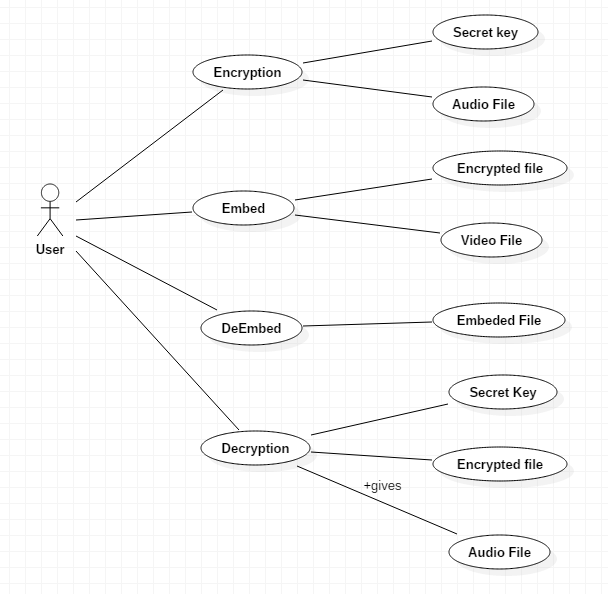 Secret key
Encryption
Audio File
Encrypted file
Embed
Video File
User
DeEmbed
Embeded File
Secret Key
Decryption
Encrypted file
+gives
Audio File